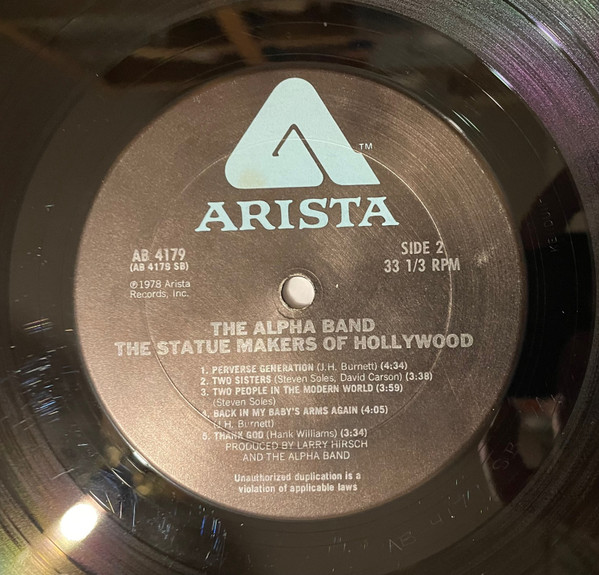 TM
ARISTA
AB 4179
(AB 4179 SB)
SIDE 2
33 1/3 RPM
℗1978 Arista
Records, Inc.
THE ALPHA BAND
THE STATUE MAKERS OF HOLLYWOOD
1. PERVERSE GENERATION (J.H. Burnett) (4:34)
2. TWO SISTERS (Steven Soles, David Carson) (3:38)
3. TWO PEOPLE IN THE MODERN WORLD (3:59)
(Steven Soles)
4. BACK IN MY BABY'S ARMS AGAIN (4:05)
(J.H. Burnett)
5. THANK GOD (Hank Williams) (3:34)
PRODUCED BY LARRY HIRSCH
AND THE ALPHA BAND
Unauthorized duplication is a
violation of applicable laws